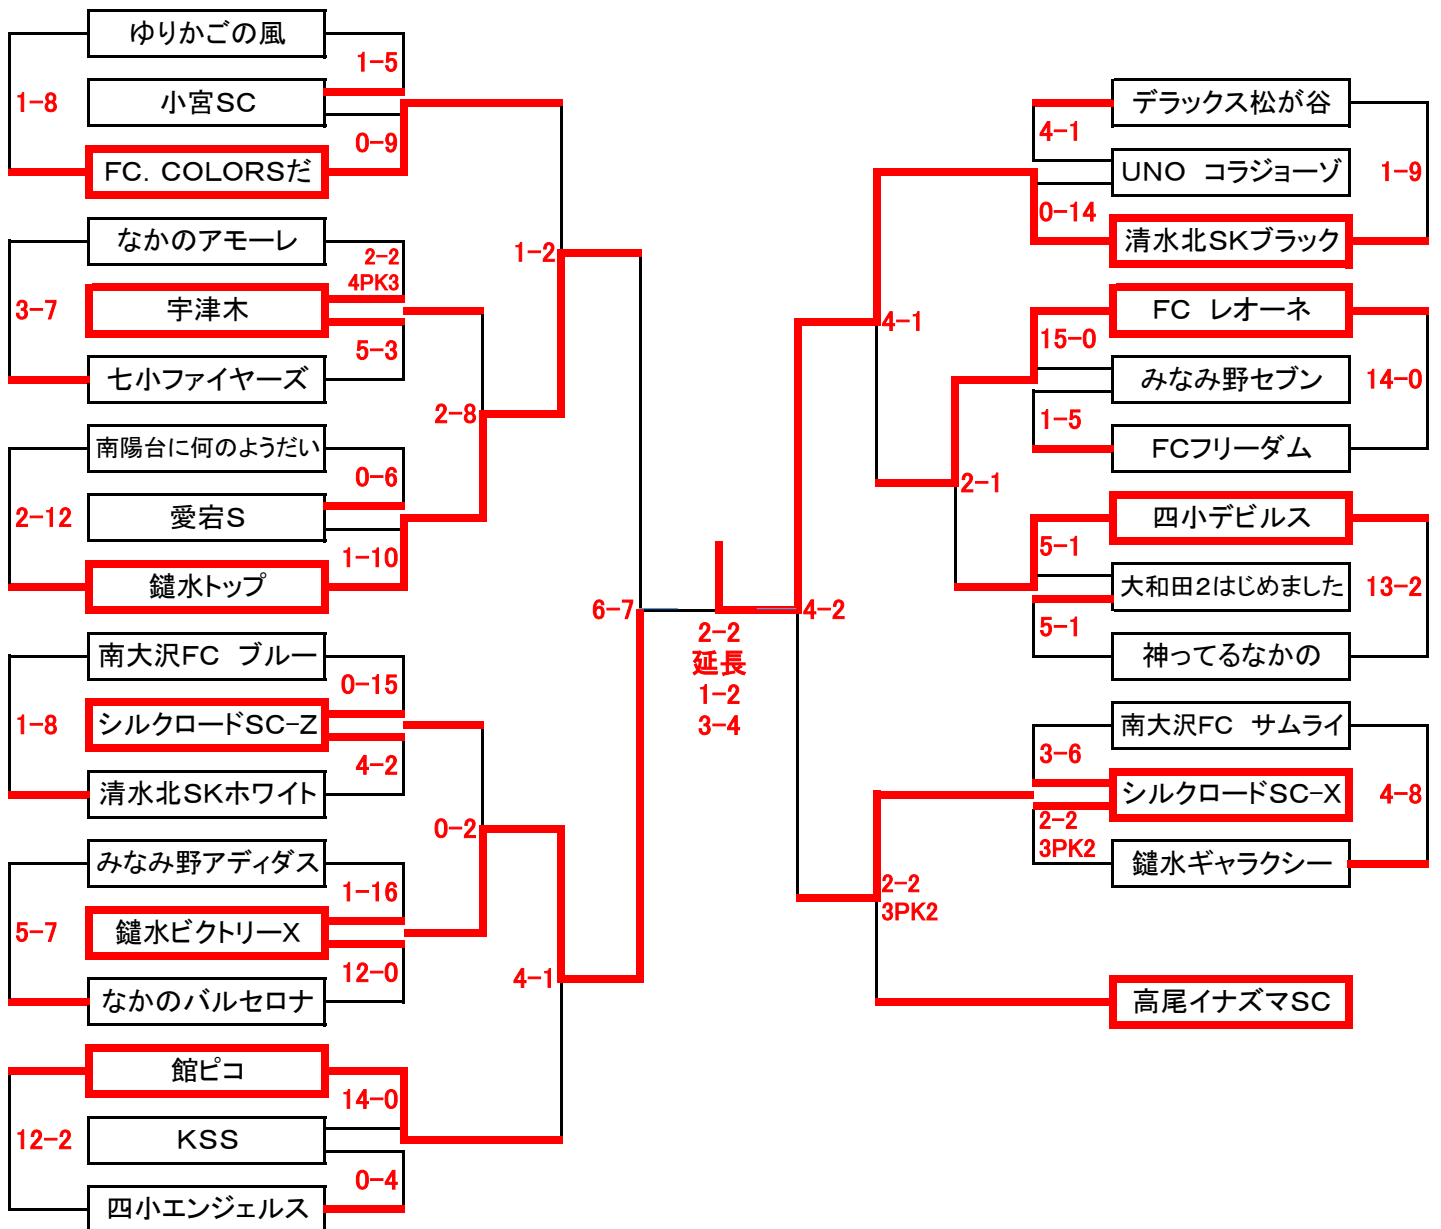 ゆりかごの風
1-5
1-8
小宮SC
0-9
FC. COLORSだ
なかのアモーレ
2-2
4PK3
3-7
宇津木
5-3
七小ファイヤーズ
南陽台に何のようだい
0-6
2-12
愛宕S
1-10
鑓水トップ
南大沢FC ブルー
0-15
1-8
シルクロードSC-Z
4-2
清水北SKホワイト
みなみ野アディダス
1-16
5-7
鑓水ビクトリーX
12-0
なかのバルセロナ
館ピコ
14-0
12-2
KSS
0-4
四小エンジェルス
1-2
2-8
0-2
4-1
6-7
2-2
延長
1-2
3-4
4-2
4-1
2-1
2-2
3PK2
デラックス松が谷
4-1
UNO コラジョーゾ
1-9
0-14
清水北SKブラック
FC レオーネ
15-0
みなみ野セブン
14-0
1-5
FCフリーダム
四小デビルス
5-1
大和田2はじめました
13-2
5-1
神ってるなかの
南大沢FC サムライ
3-6
シルクロードSC-X
4-8
2-2
3PK2
鑓水ギャラクシー
高尾イナズマSC